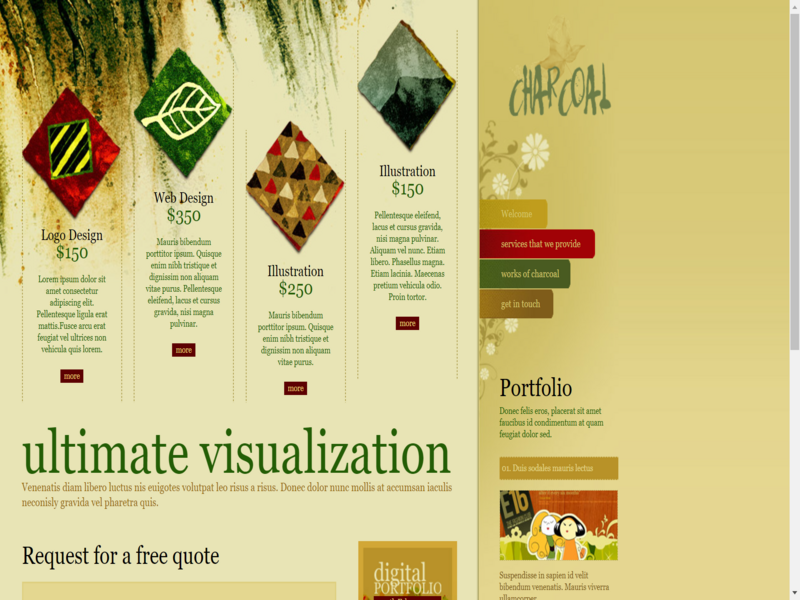 Logo Design
$150
Lorem ipsum dolor sit
amet consectetur
adipiscing elit.
Pellentesque ligula erat
mattis.Fusce arcu erat
feugiat vel ultrices non
vehicula quis lorem.
more
Web Design
$350
Mauris bibendum
porttitor ipsum. Quisque
enim nibh tristique et
dignissim non aliquam
vitae purus. Pellentesque
eleifend, lacus et cursus
gravida, nisi magna
pulvinar.
more
Illustration
$250
Mauris bibendum
porttitor ipsum. Quisque
enim nibh tristique et
dignissim non aliquam
vitae purus.
more
Illustration
$150
Pellentesque eleifend,
lacus et cursus gravida,
nisi magna pulvinar.
Aliquam vel nunc. Etiam
libero. Phasellus magna.
Etiam lacinia. Maecenas
pretium vehicula odio.
Proin tortor.
more
ultimate visualization
Venenatis diam libero luctus nis euigotes volutpat leo risus a risus. Donec dolor nunc mollis at accumsan iaculis
neconisly gravida vel pharetra quis.
Request for a free quote
digital
PORTFOLIO
CHARCOAL
Welcome
services that we provide
works of charcoal
get in touch
Portfolio
Donec felis eros, placerat sit amet
faucibus id condimentum at quam
feugiat dolor sed.
01. Duis sodales mauris lectus
E16
Suspendisse in sapien id velit
bibendum venenatis. Mauris viverra
ullamcorper